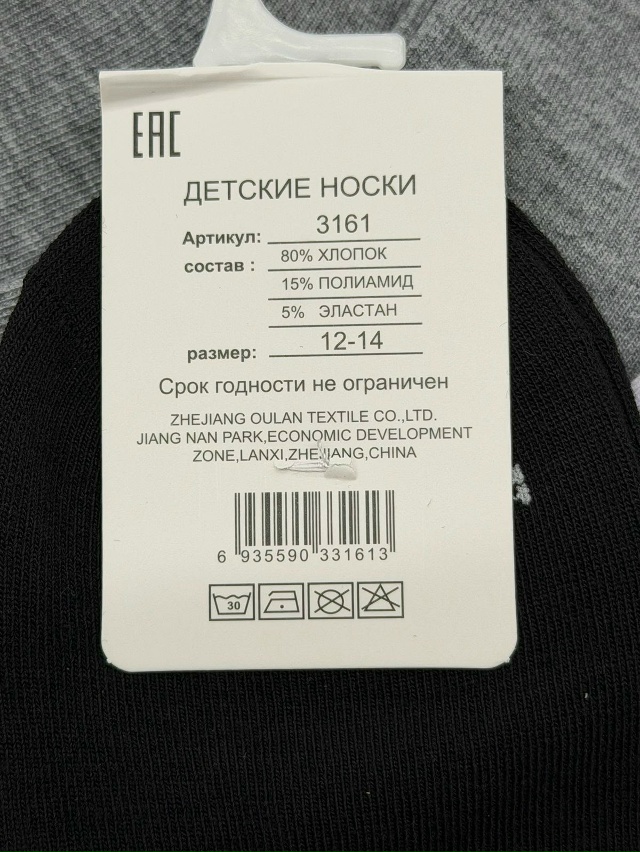 EAC
ДЕТСКИЕ НОСКИ
Артикул: 3161
состав : 80% ХЛОПОК
15% ПОЛИАМИД
5% ЭЛАСТАН
размер: 12-14
Срок годности не ограничен
ZHEJIANG OULAN TEXTILE CO.,LTD.
JIANG NAN PARK,ECONOMIC DEVELOPMENT
ZONE,LANXI,ZHEJIANG,CHINA
6 935590 331613
30